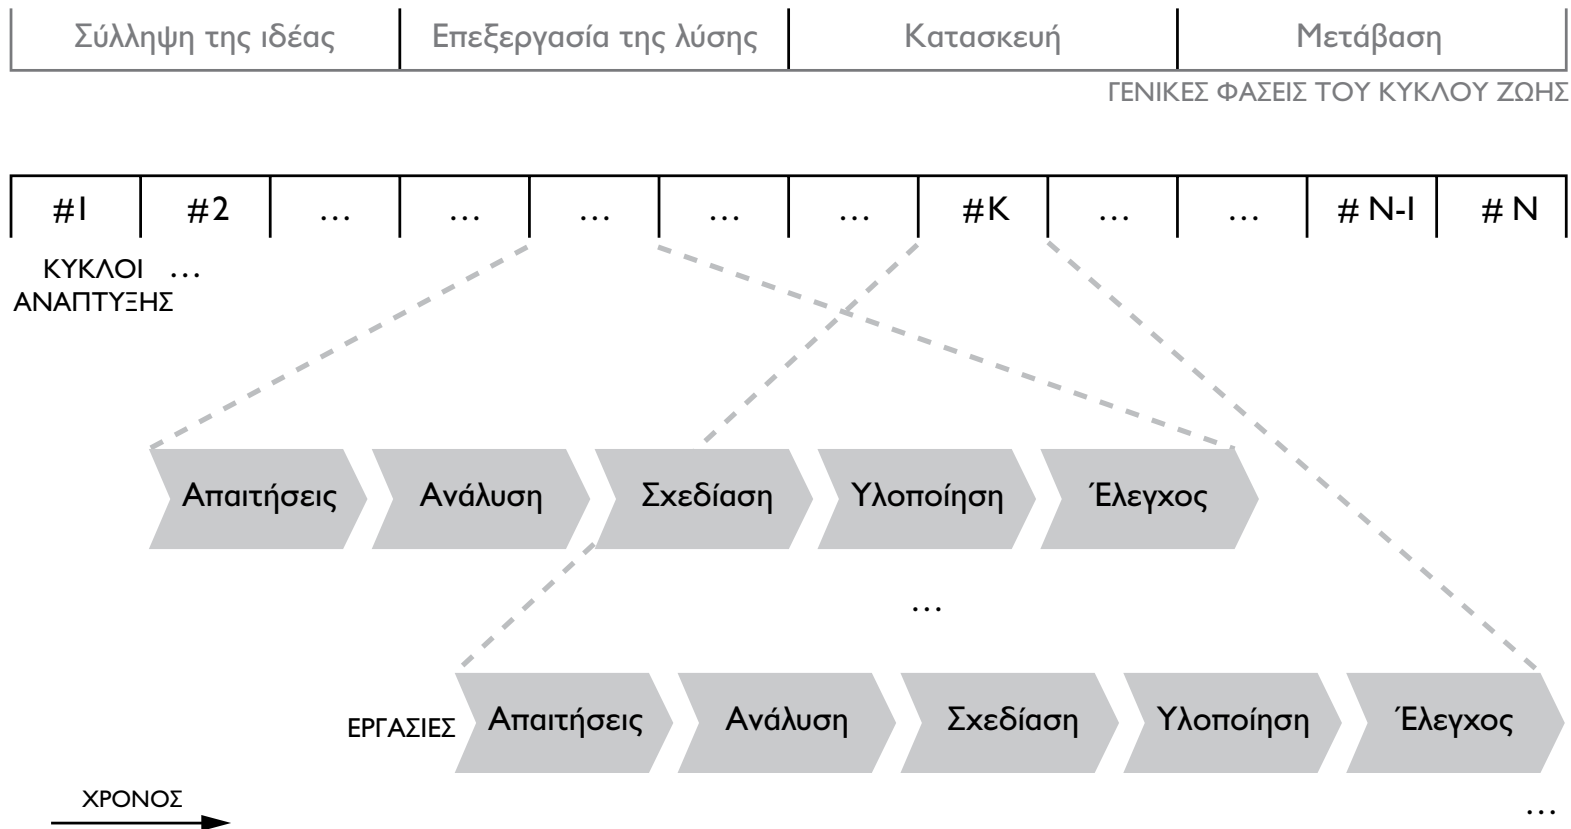 Σύλληψη της ιδέας Επεξεργασία της λύσης Κατασκευή Μετάβαση
ΓΕΝΙΚΕΣ ΦΑΣΕΙΣ ΤΟΥ ΚΥΚΛΟΥ ΖΩΗΣ
#1 #2 ... ... ... ... ... #K ... ... # N-1 # N
ΚΥΚΛΟΙ ...
ΑΝΑΠΤΥΞΗΣ
Απαιτήσεις Ανάλυση Σχεδίαση Υλοποίηση Έλεγχος
...
ΕΡΓΑΣΙΕΣ Απαιτήσεις Ανάλυση Σχεδίαση Υλοποίηση Έλεγχος
ΧΡΟΝΟΣ ...